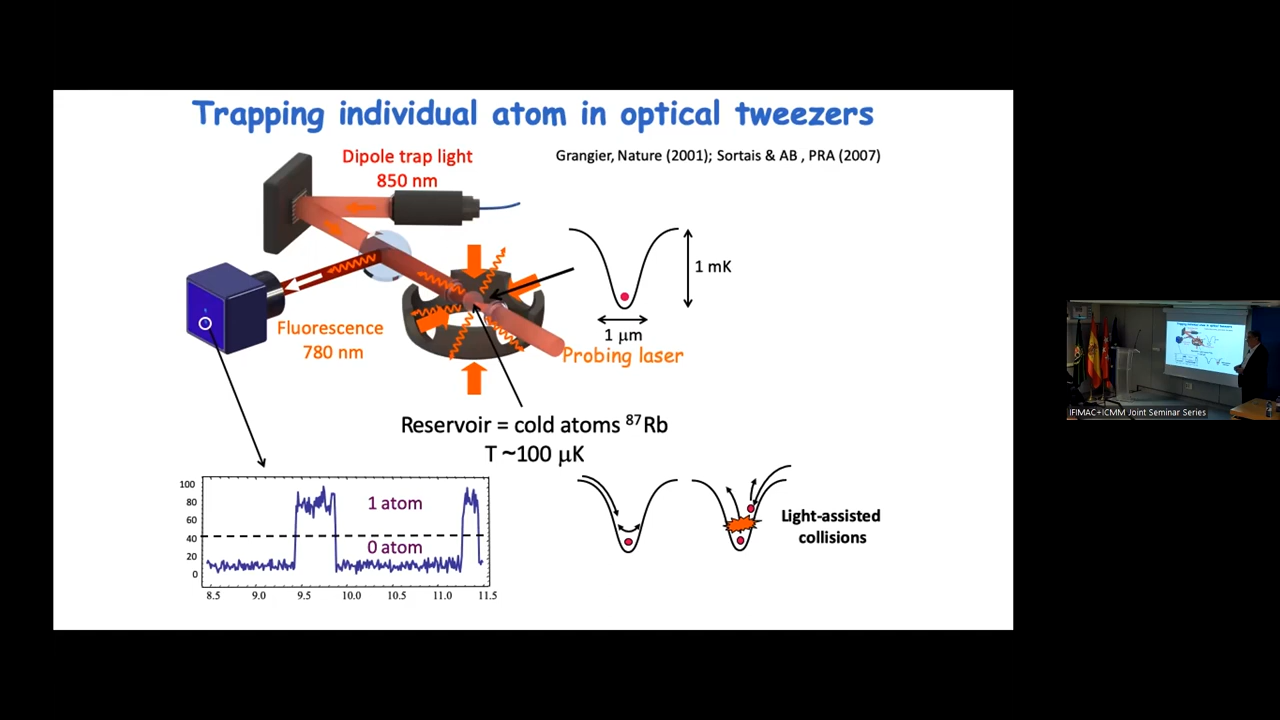 Trapping individual atom in optical tweezers
Dipole trap light
850 nm
Grangier, Nature (2001); Sortais & AB , PRA (2007)
1 mK
1 μm
Fluorescence
780 nm
Probing laser
Reservoir = cold atoms ⁸⁷Rb
T ~100 μK
100
80
60
40
20
0
1 atom
0 atom
8.5 9.0 9.5 10.0 10.5 11.0 11.5
Light-assisted
collisions
IFIMAC+ICMM Joint Seminar Series